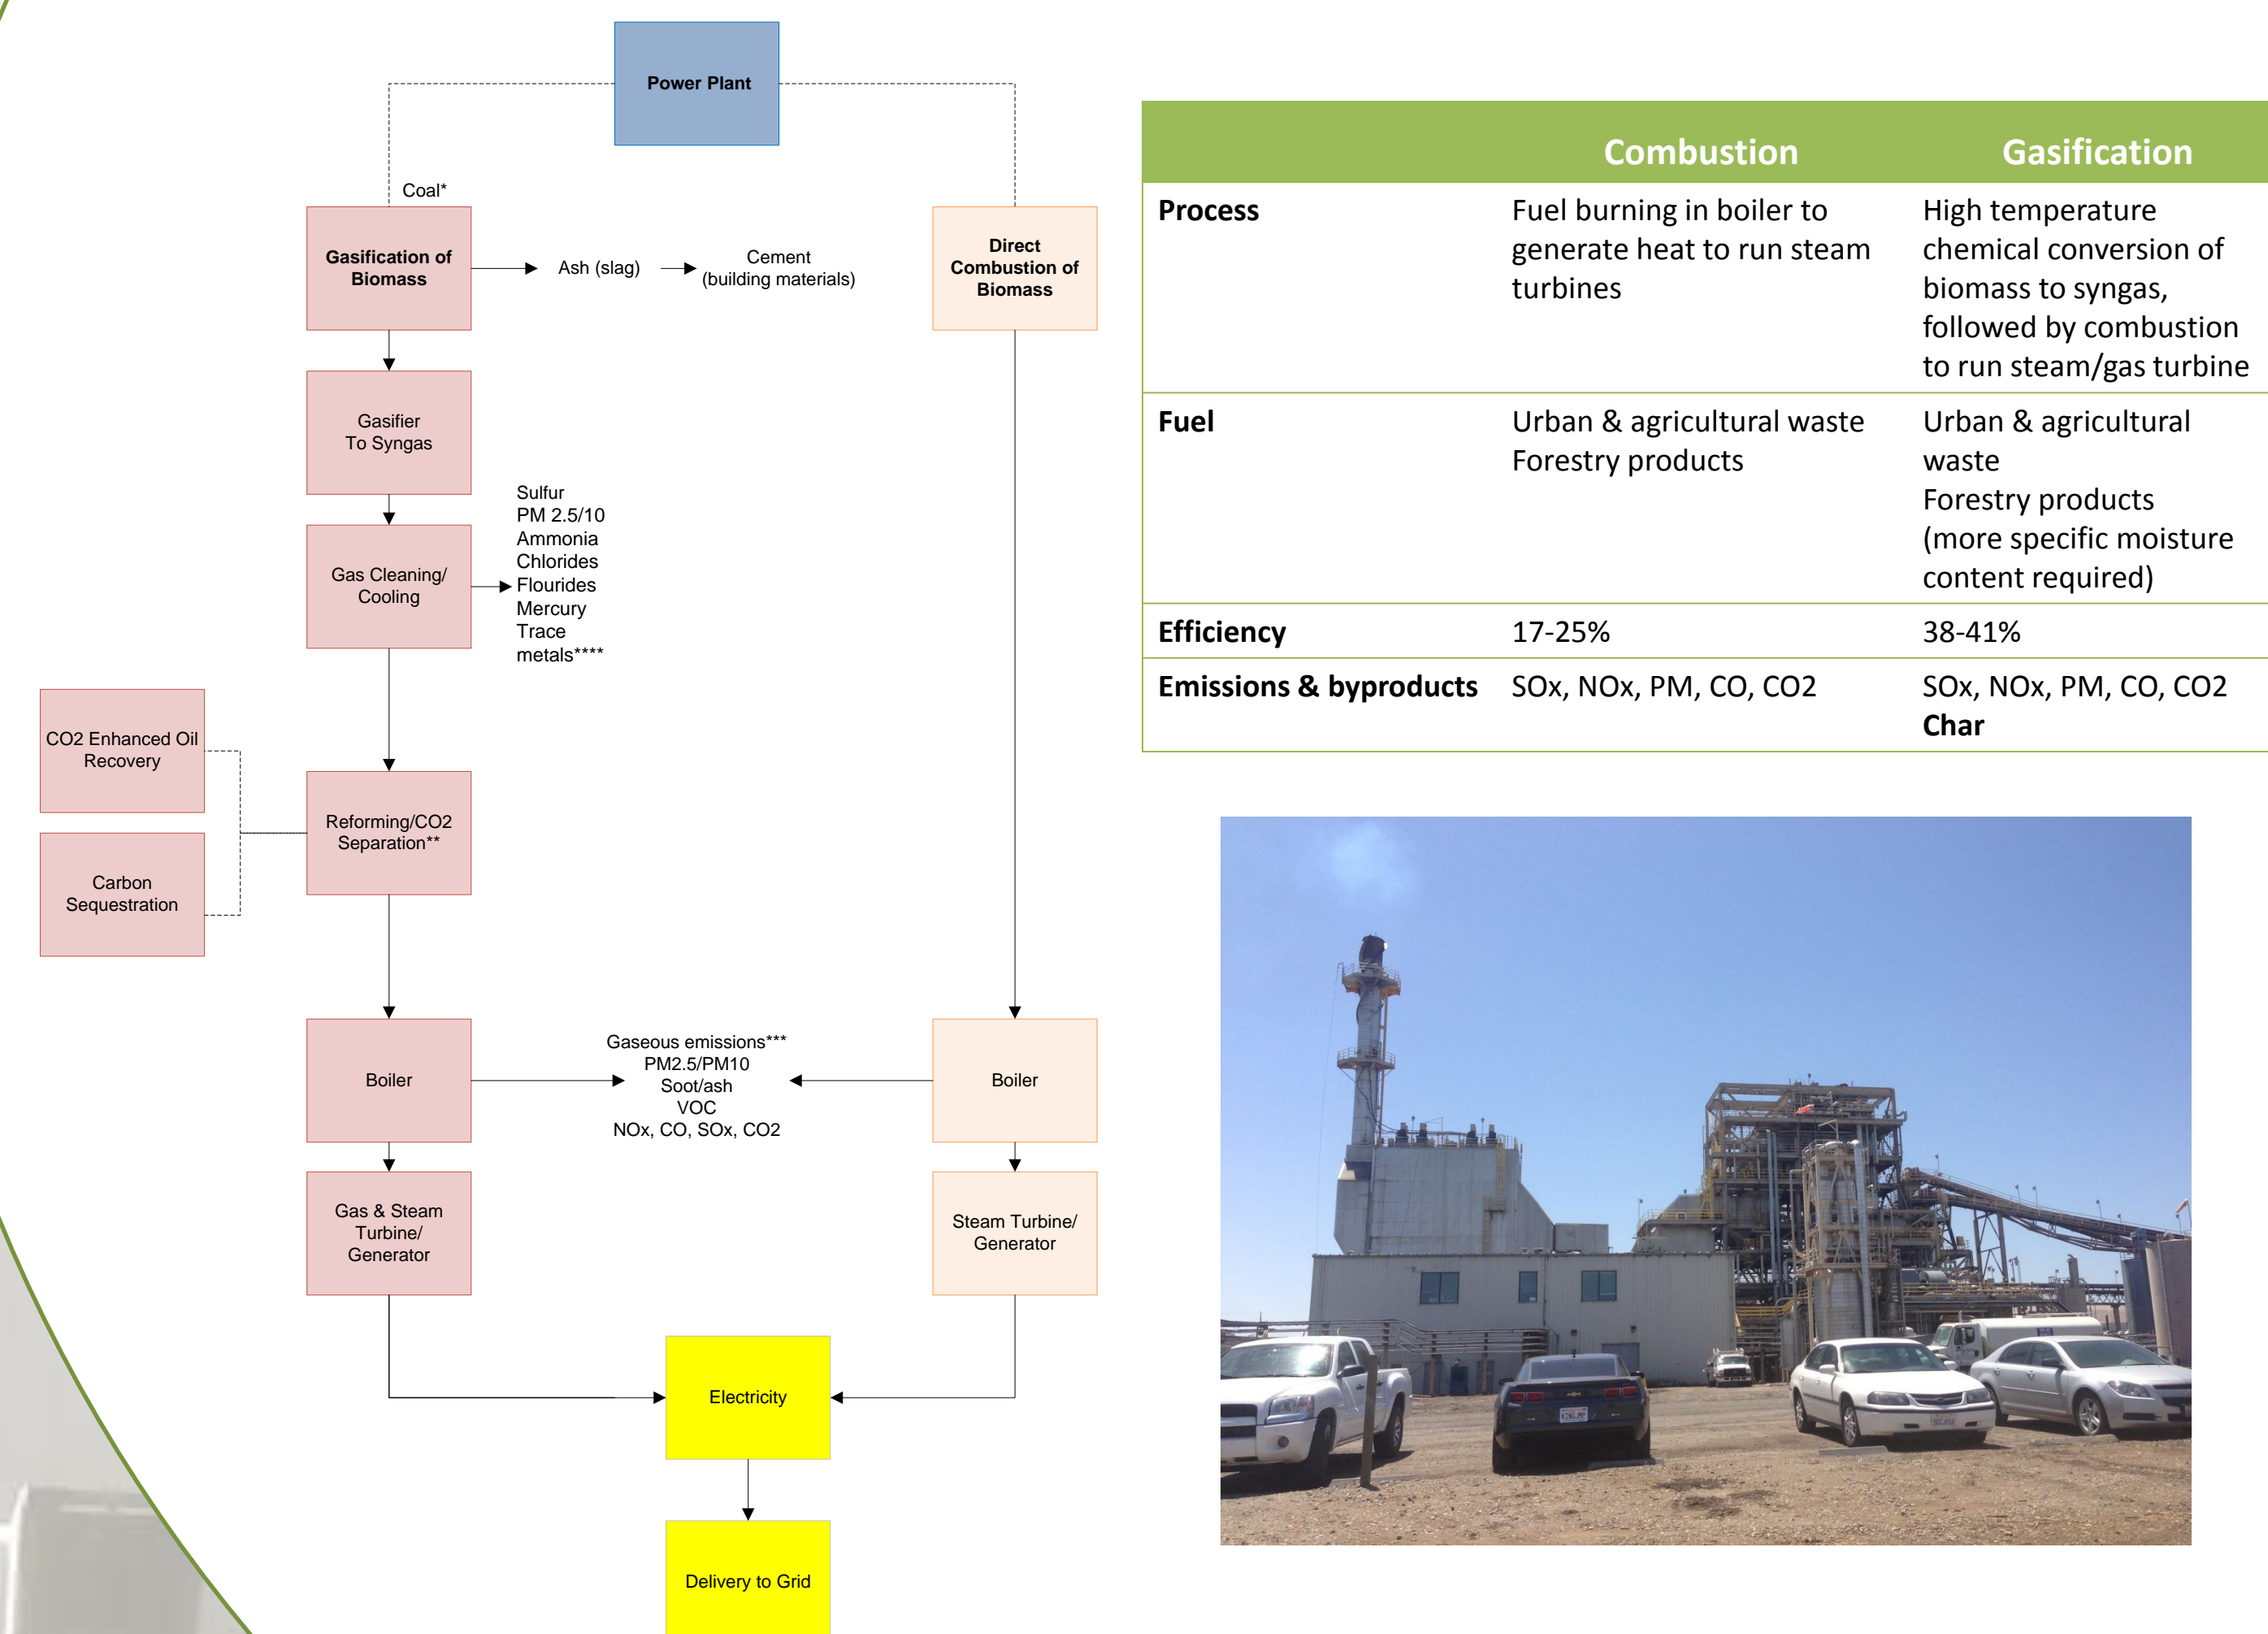 Power Plant
Coal*
Gasification of
Biomass
Ash (slag)
Cement
(building materials)
Direct
Combustion of
Biomass
Gasifier
To Syngas
Gas Cleaning/
Cooling
Sulfur
PM 2.5/10
Ammonia
Chlorides
Flourides
Mercury
Trace
metals****
CO2 Enhanced Oil
Recovery
Carbon
Sequestration
Reforming/CO2
Separation**
Boiler
Gaseous emissions***
PM2.5/PM10
Soot/ash
VOC
NOx, CO, SOx, CO2
Boiler
Gas & Steam
Turbine/
Generator
Steam Turbine/
Generator
Electricity
Delivery to Grid
Combustion
Gasification
Process
Fuel burning in boiler to
generate heat to run steam
turbines
High temperature
chemical conversion of
biomass to syngas,
followed by combustion
to run steam/gas turbine
Fuel
Urban & agricultural waste
Forestry products
Urban & agricultural
waste
Forestry products
(more specific moisture
content required)
Efficiency
17-25%
38-41%
Emissions & byproducts
SOx, NOx, PM, CO, CO2
SOx, NOx, PM, CO, CO2
Char